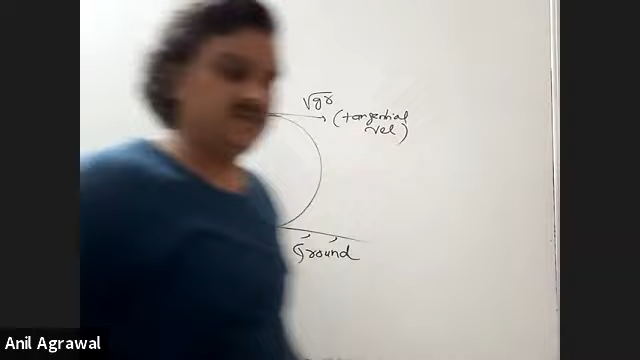 √gr
(tangential
vel)
Ground
Anil Agrawal